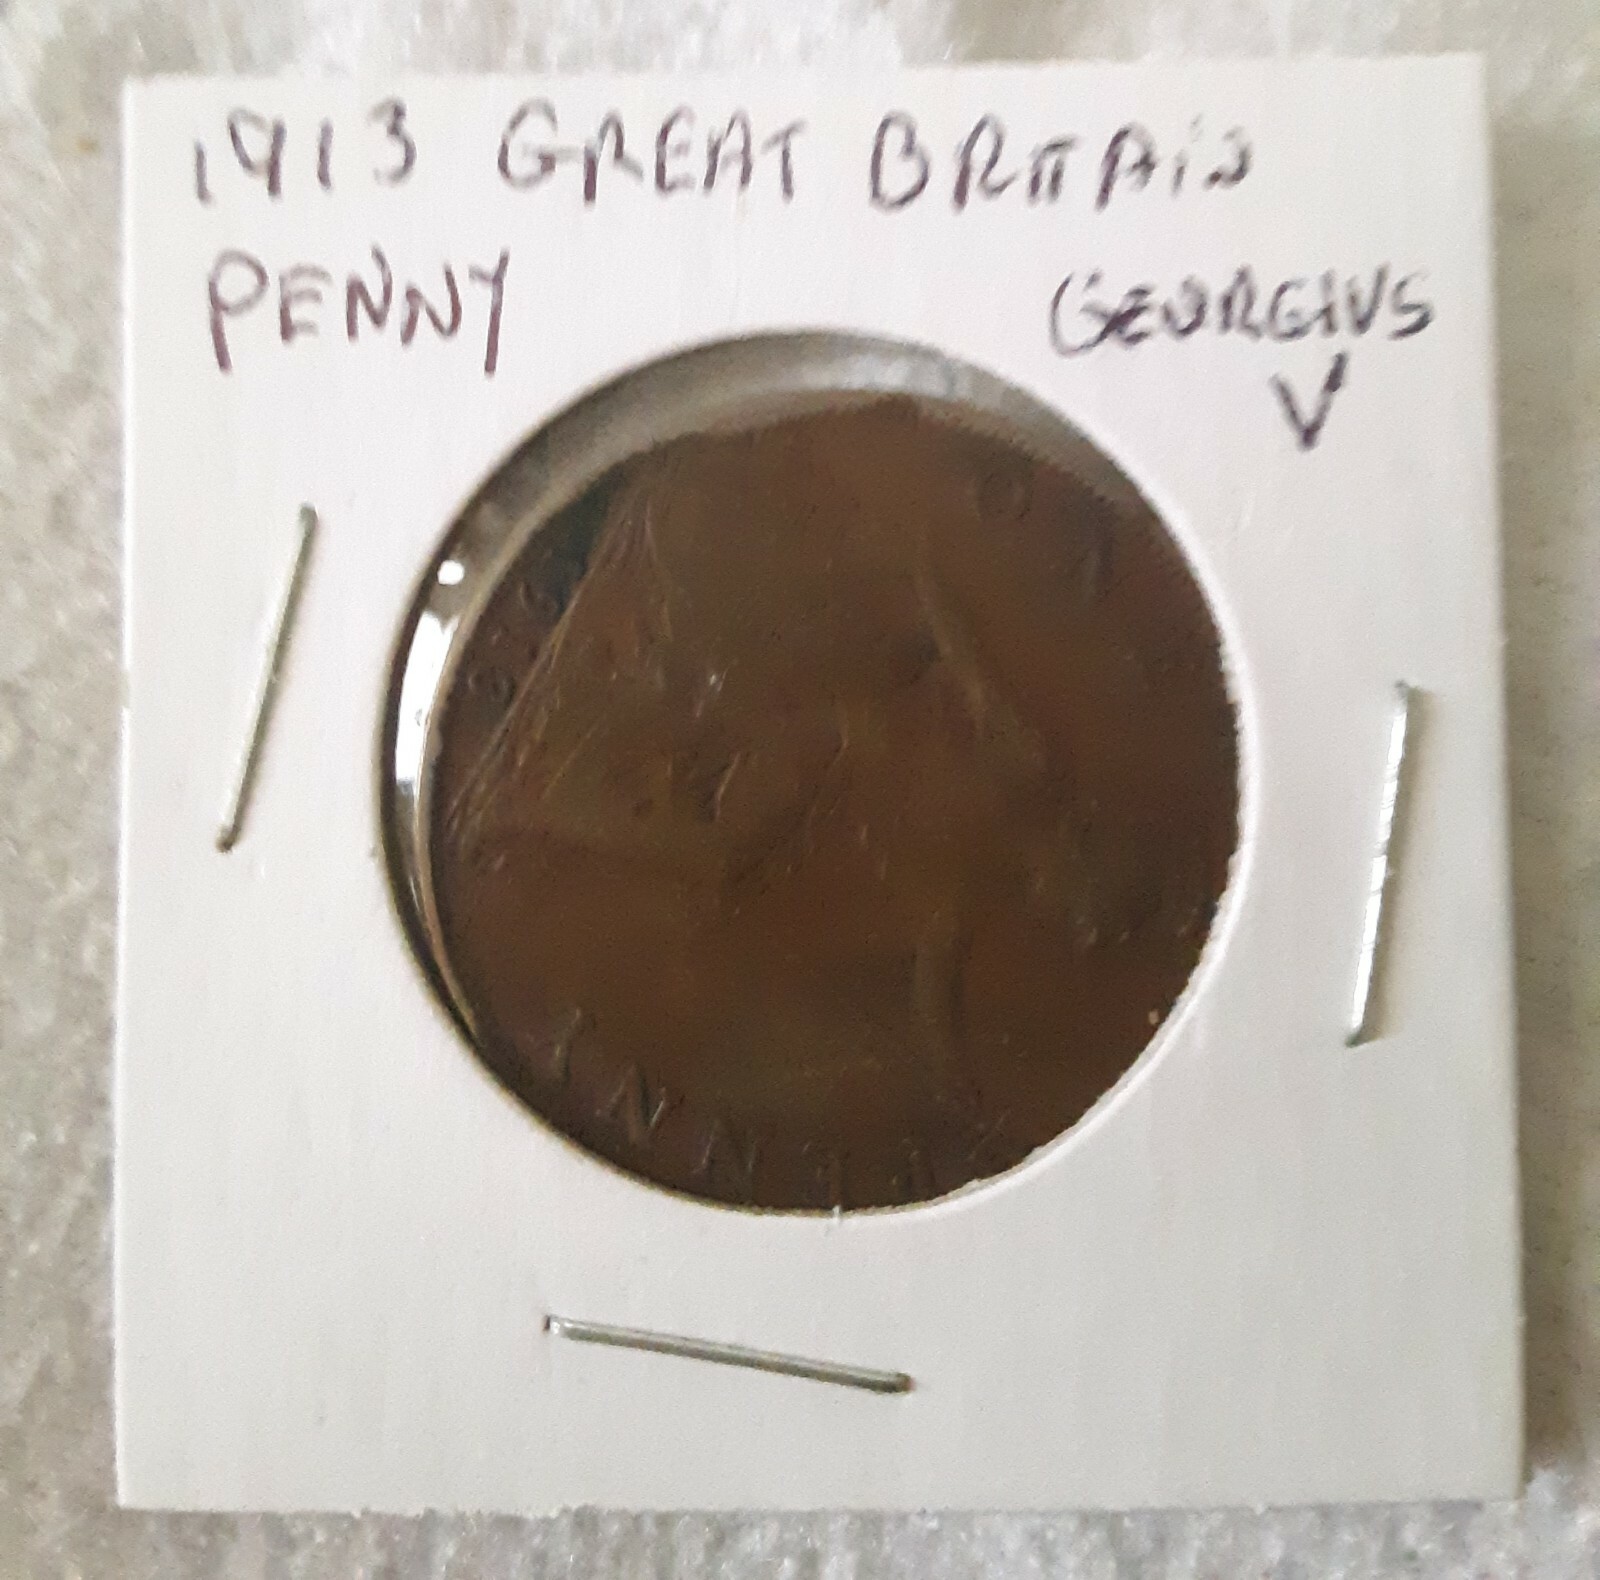 1913 GREAT BRITAIN
PENNY
GEORGIVS
V